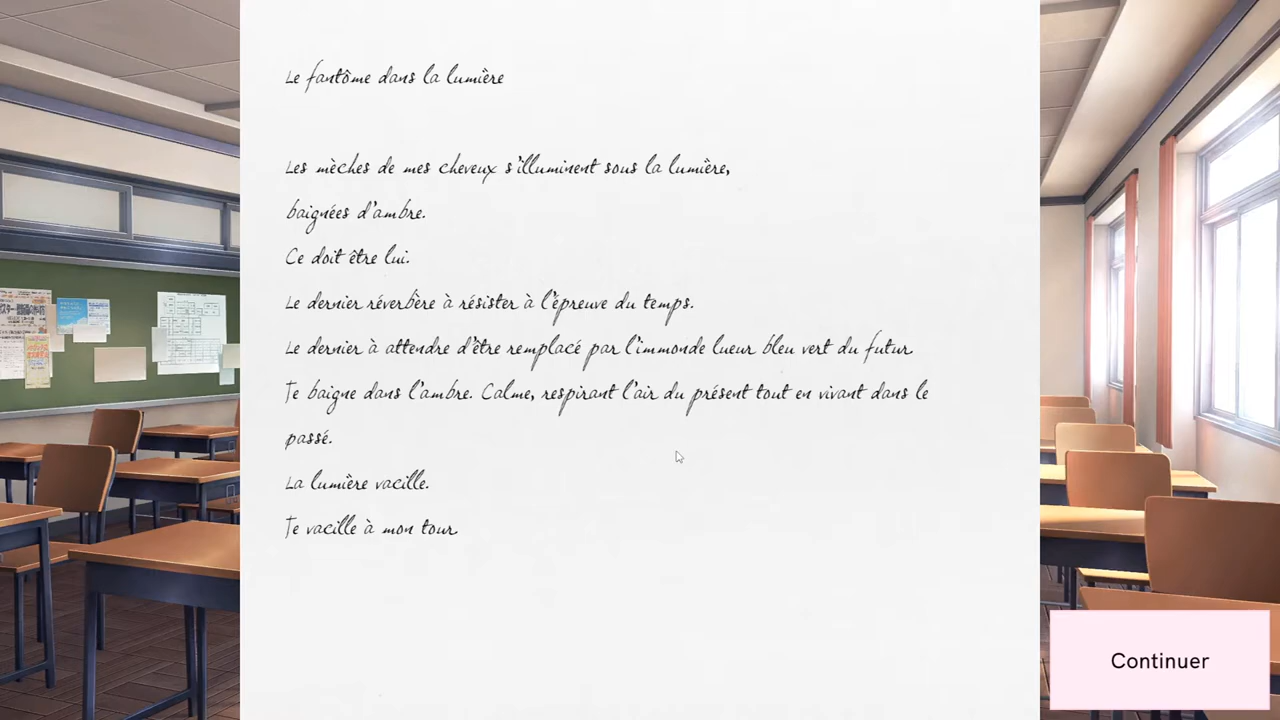 Le fantôme dans la lumière
Les mèches de mes cheveux s'illuminent sous la lumière,
baignées d'ambre.
Ce doit être lui.
Le dernier réverbère à résister à l'épreuve du temps.
Le dernier à attendre d'être remplacé par l'immonde lueur bleu vert du futur
Je baigne dans l'ambre. Calme, respirant l'air du présent tout en vivant dans le
passé.
La lumière vacille.
Je vacille à mon tour
Continuer